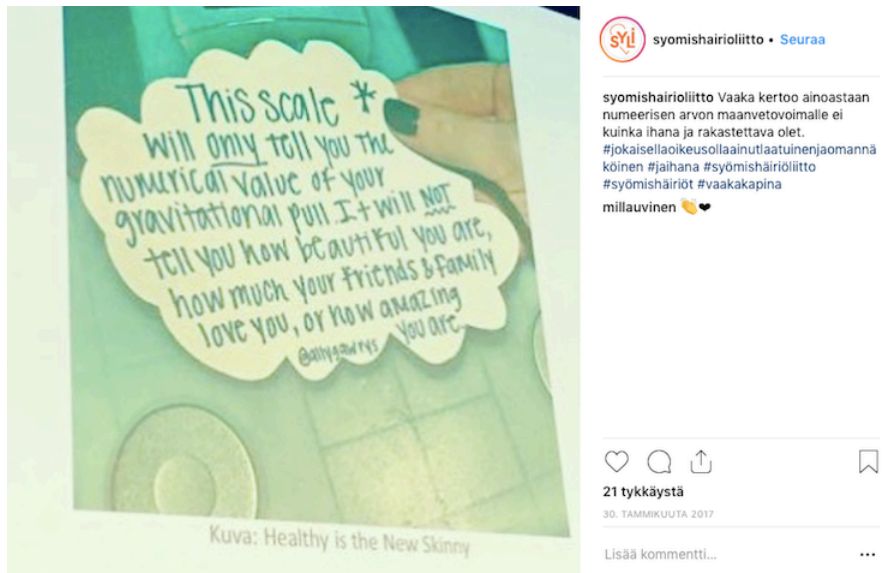 This scale *
will only tell you the
numerical value of your
gravitational pull It will NOT
tell you how beautiful you are,
how much your friends & family
love you, or how amazing
you are
@allygawrys
Kuva: Healthy is the New Skinny
SYLI
syomishairioliitto • Seuraa
syomishairioliitto Vaaka kertoo ainoastaan
numeerisen arvon maanvetovoimalle ei
kuinka ihana ja rakastettava olet.
#jokaisellaoikeusollaainutlaatuinenjaomannä
köinen #jaihana #syömishäiriöliitto
#syömishäiriöt #vaakakapina
millauvinen 👏❤
21 tykkäystä
30. TAMMIKUUTA 2017
Lisää kommentti...